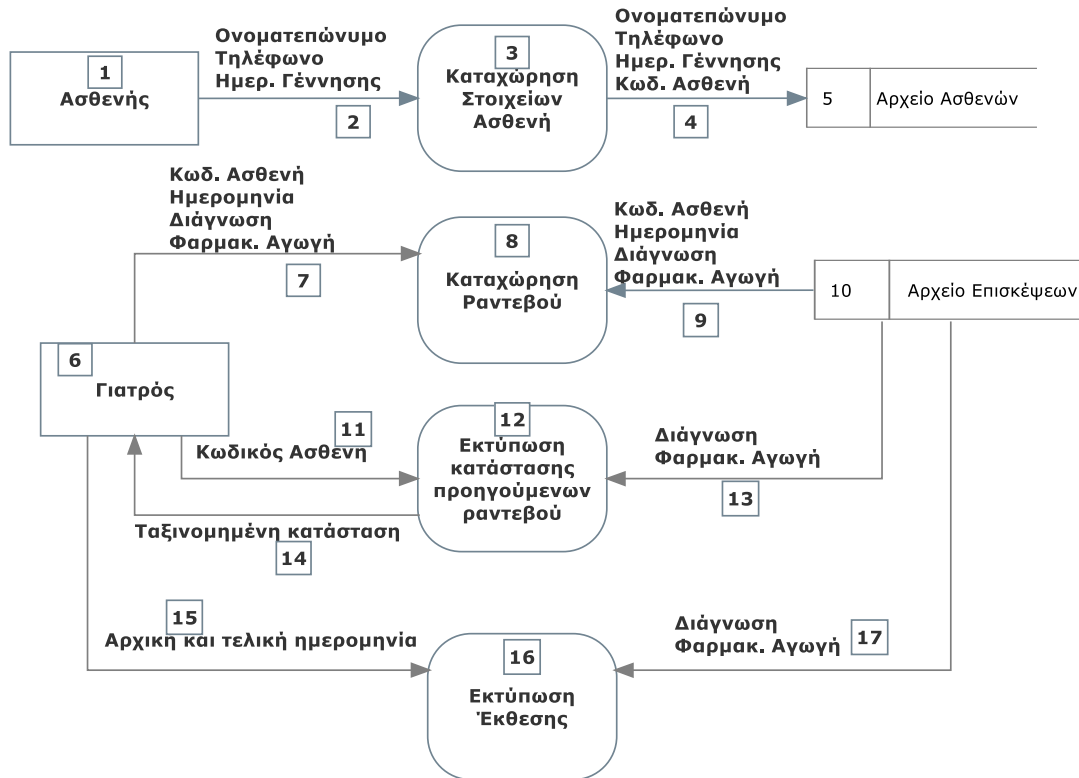 1
Ασθενής
Ονοματεπώνυμο
Τηλέφωνο
Ημερ. Γέννησης
2
3
Καταχώρηση
Στοιχείων
Ασθενή
Ονοματεπώνυμο
Τηλέφωνο
Ημερ. Γέννησης
Κωδ. Ασθενή
4
5
Αρχείο Ασθενών
Κωδ. Ασθενή
Ημερομηνία
Διάγνωση
Φαρμακ. Αγωγή
7
8
Καταχώρηση
Ραντεβού
Κωδ. Ασθενή
Ημερομηνία
Διάγνωση
Φαρμακ. Αγωγή
9
10
Αρχείο Επισκέψεων
6
Γιατρός
11
Κωδικός Ασθενή
12
Εκτύπωση
κατάστασης
προηγούμενων
ραντεβού
Διάγνωση
Φαρμακ. Αγωγή
13
Ταξινομημένη κατάσταση
14
15
Αρχική και τελική ημερομηνία
16
Εκτύπωση
Έκθεσης
Διάγνωση
Φαρμακ. Αγωγή
17